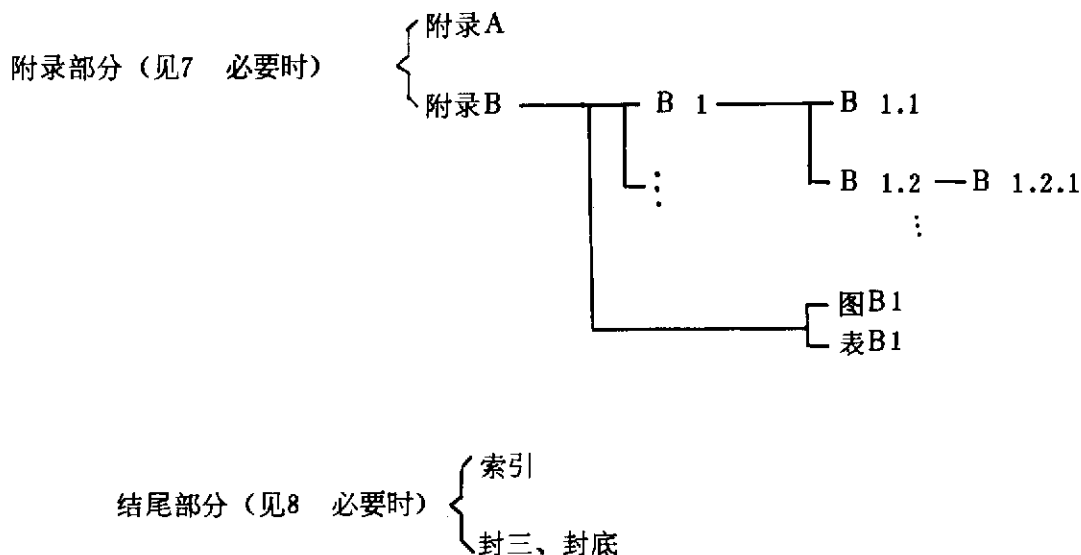 附录A
附录部分（见7 必要时）
附录B B 1 B 1.1
⋮ B 1.2 B 1.2.1
⋮
图B1
表B1
索引
结尾部分（见8 必要时）
封三、封底